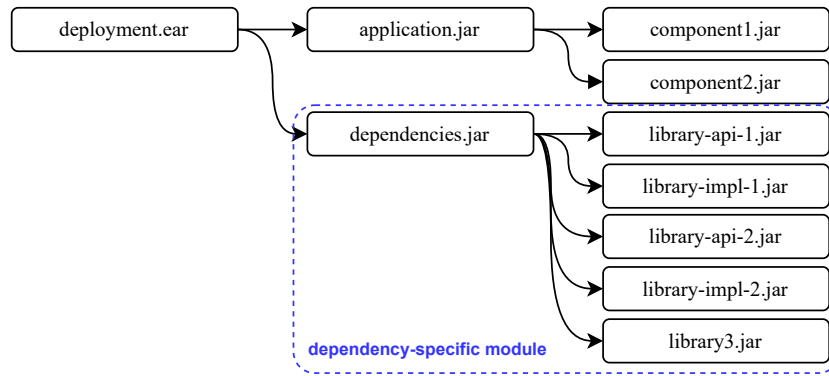 deployment.ear
application.jar
component1.jar
component2.jar
dependencies.jar
library-api-1.jar
library-impl-1.jar
library-api-2.jar
library-impl-2.jar
library3.jar
dependency-specific module